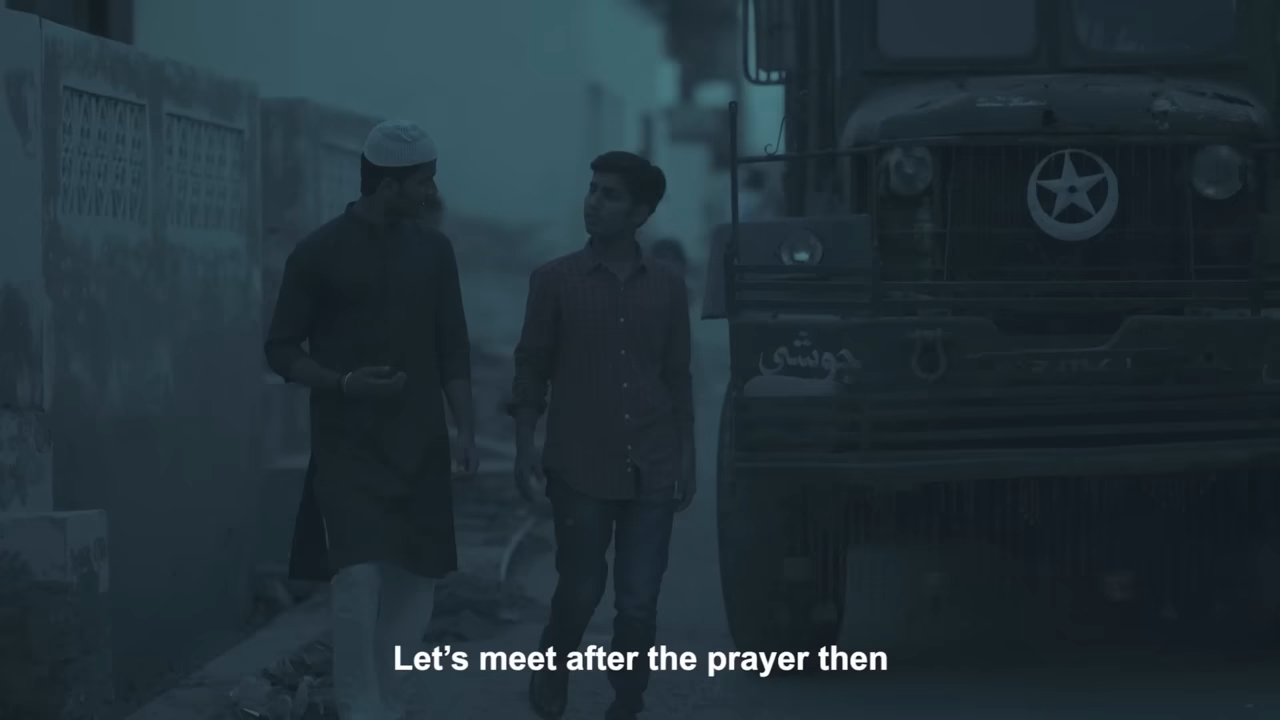 جوشی
Let's meet after the prayer then